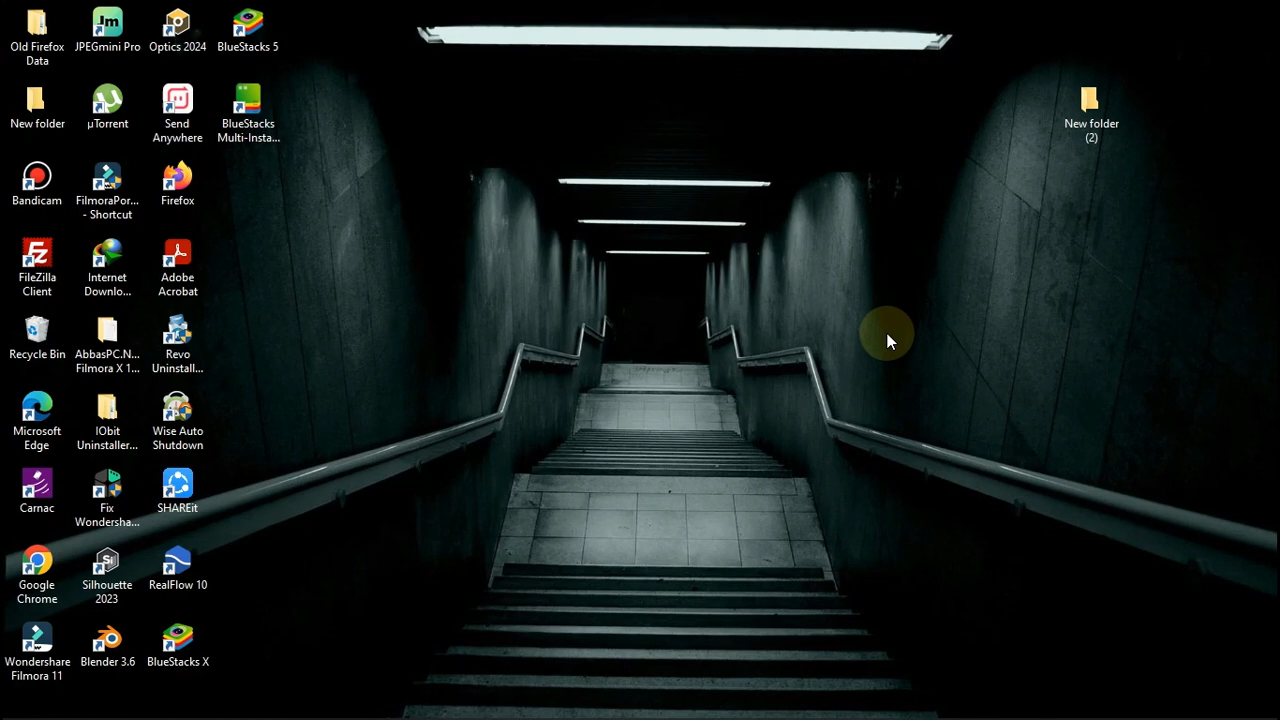 Old Firefox
Data
JPEGmini Pro
Optics 2024
BlueStacks 5
New folder
µTorrent
Send
Anywhere
BlueStacks
Multi-Insta...
New folder
(2)
Bandicam
FilmoraPor...
- Shortcut
Firefox
FileZilla
Client
Internet
Downlo...
Adobe
Acrobat
Recycle Bin
AbbasPC.N...
Filmora X 1...
Revo
Uninstall...
Microsoft
Edge
IObit
Uninstaller...
Wise Auto
Shutdown
Carnac
Fix
Wondersha...
SHAREit
Google
Chrome
Silhouette
2023
RealFlow 10
Wondershare
Filmora 11
Blender 3.6
BlueStacks X